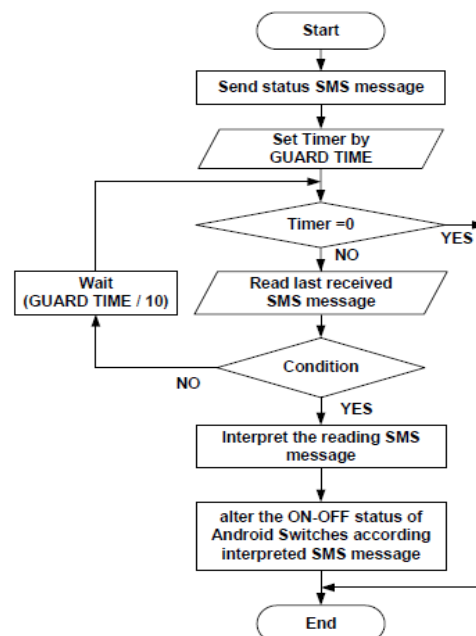 Start
Send status SMS message
Set Timer by
GUARD TIME
Timer =0
YES
NO
Wait
(GUARD TIME / 10)
Read last received
SMS message
Condition
NO
YES
Interpret the reading SMS
message
alter the ON-OFF status of
Android Switches according
interpreted SMS message
End